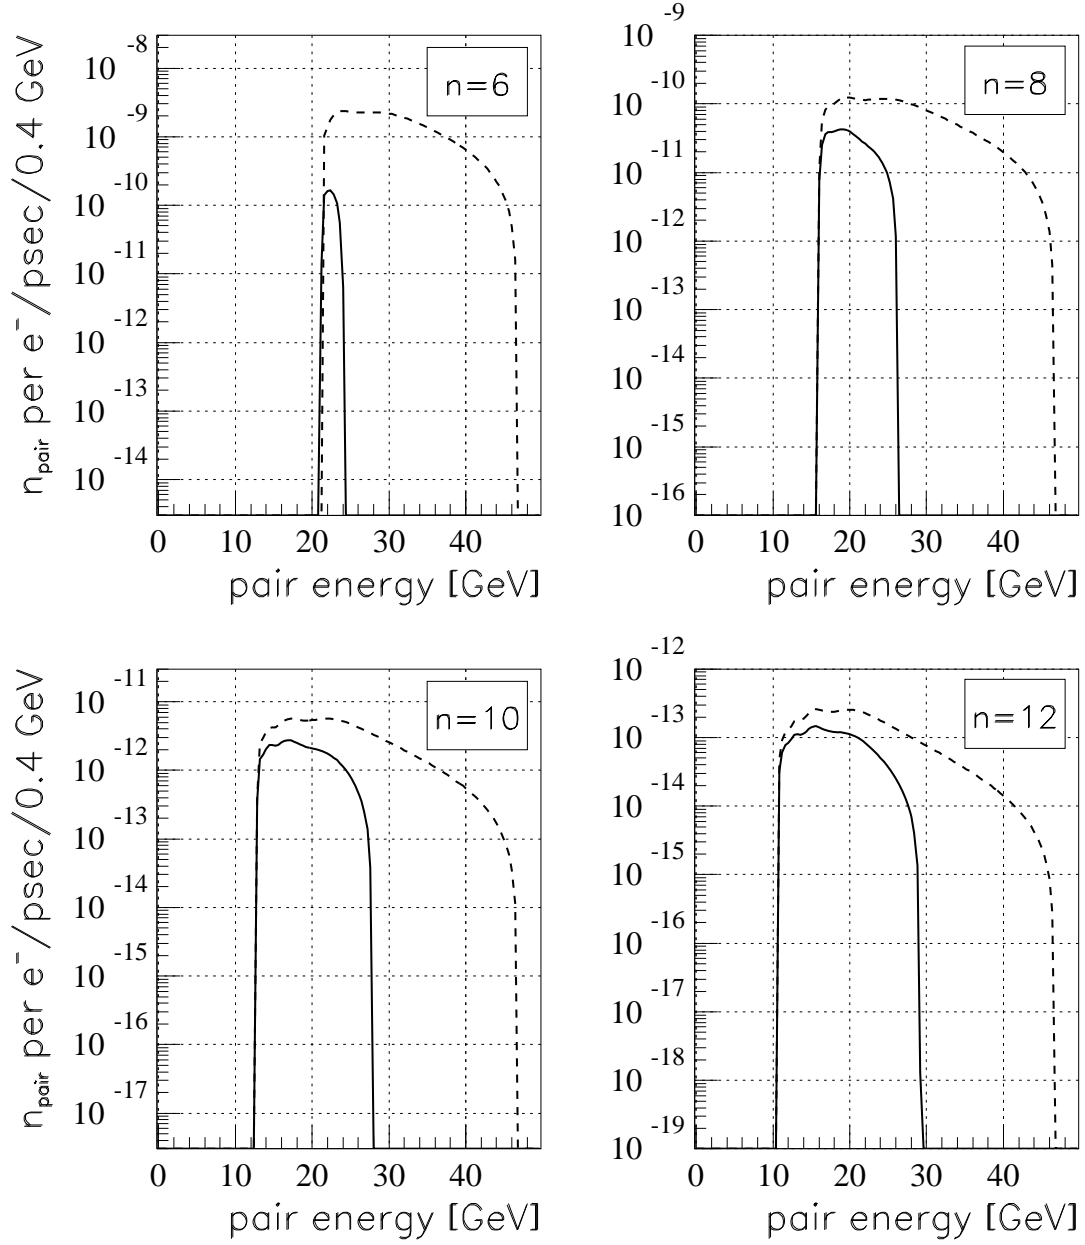 n_pair per e⁻/psec/0.4 GeV
n=6
10⁻⁸
10⁻⁹
10⁻¹⁰
10⁻¹¹
10⁻¹²
10⁻¹³
10⁻¹⁴
0 10 20 30 40
pair energy [GeV]
n=8
10⁻⁹
10⁻¹⁰
10⁻¹¹
10⁻¹²
10⁻¹³
10⁻¹⁴
10⁻¹⁵
10⁻¹⁶
0 10 20 30 40
pair energy [GeV]
n_pair per e⁻/psec/0.4 GeV
n=10
10⁻¹¹
10⁻¹²
10⁻¹³
10⁻¹⁴
10⁻¹⁵
10⁻¹⁶
10⁻¹⁷
0 10 20 30 40
pair energy [GeV]
n=12
10⁻¹²
10⁻¹³
10⁻¹⁴
10⁻¹⁵
10⁻¹⁶
10⁻¹⁷
10⁻¹⁸
10⁻¹⁹
0 10 20 30 40
pair energy [GeV]